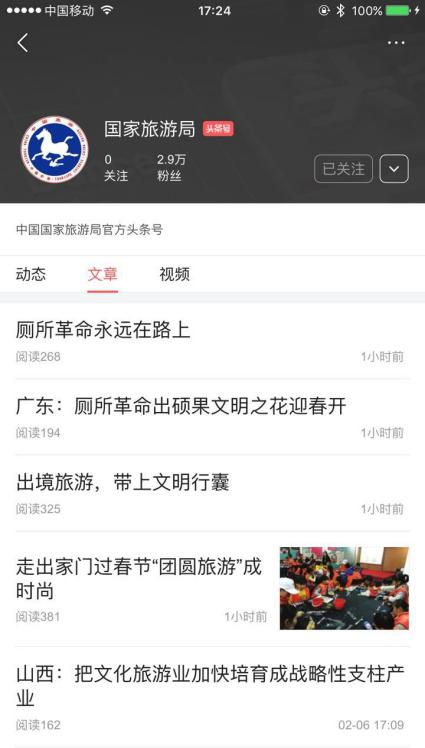 中国移动 17:24 100%
国家旅游局 头条号
0 2.9万
关注 粉丝
已关注
中国国家旅游局官方头条号
动态 文章 视频
厕所革命永远在路上
阅读268 1小时前
广东：厕所革命出硕果文明之花迎春开
阅读194 1小时前
出境旅游，带上文明行囊
阅读325 1小时前
走出家门过春节“团圆旅游”成
时尚
阅读381 1小时前
山西：把文化旅游业加快培育成战略性支柱产
业
阅读162 02-06 17:09